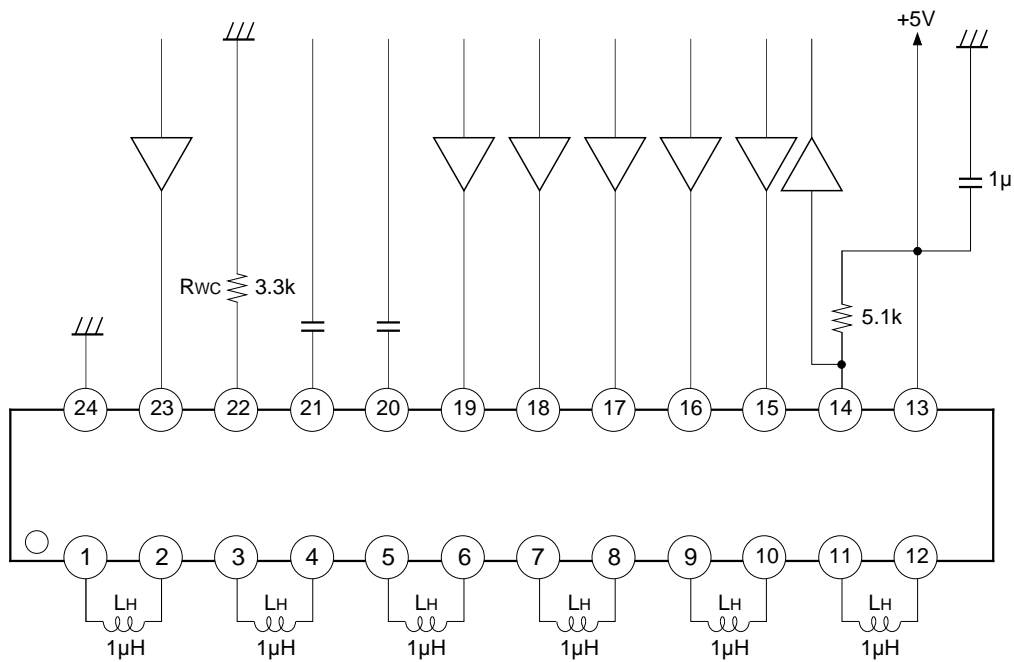 +5V
1µ
RWC 3.3k
5.1k
24 23 22 21 20 19 18 17 16 15 14 13
1 2 3 4 5 6 7 8 9 10 11 12
LH LH LH LH LH LH
1µH 1µH 1µH 1µH 1µH 1µH